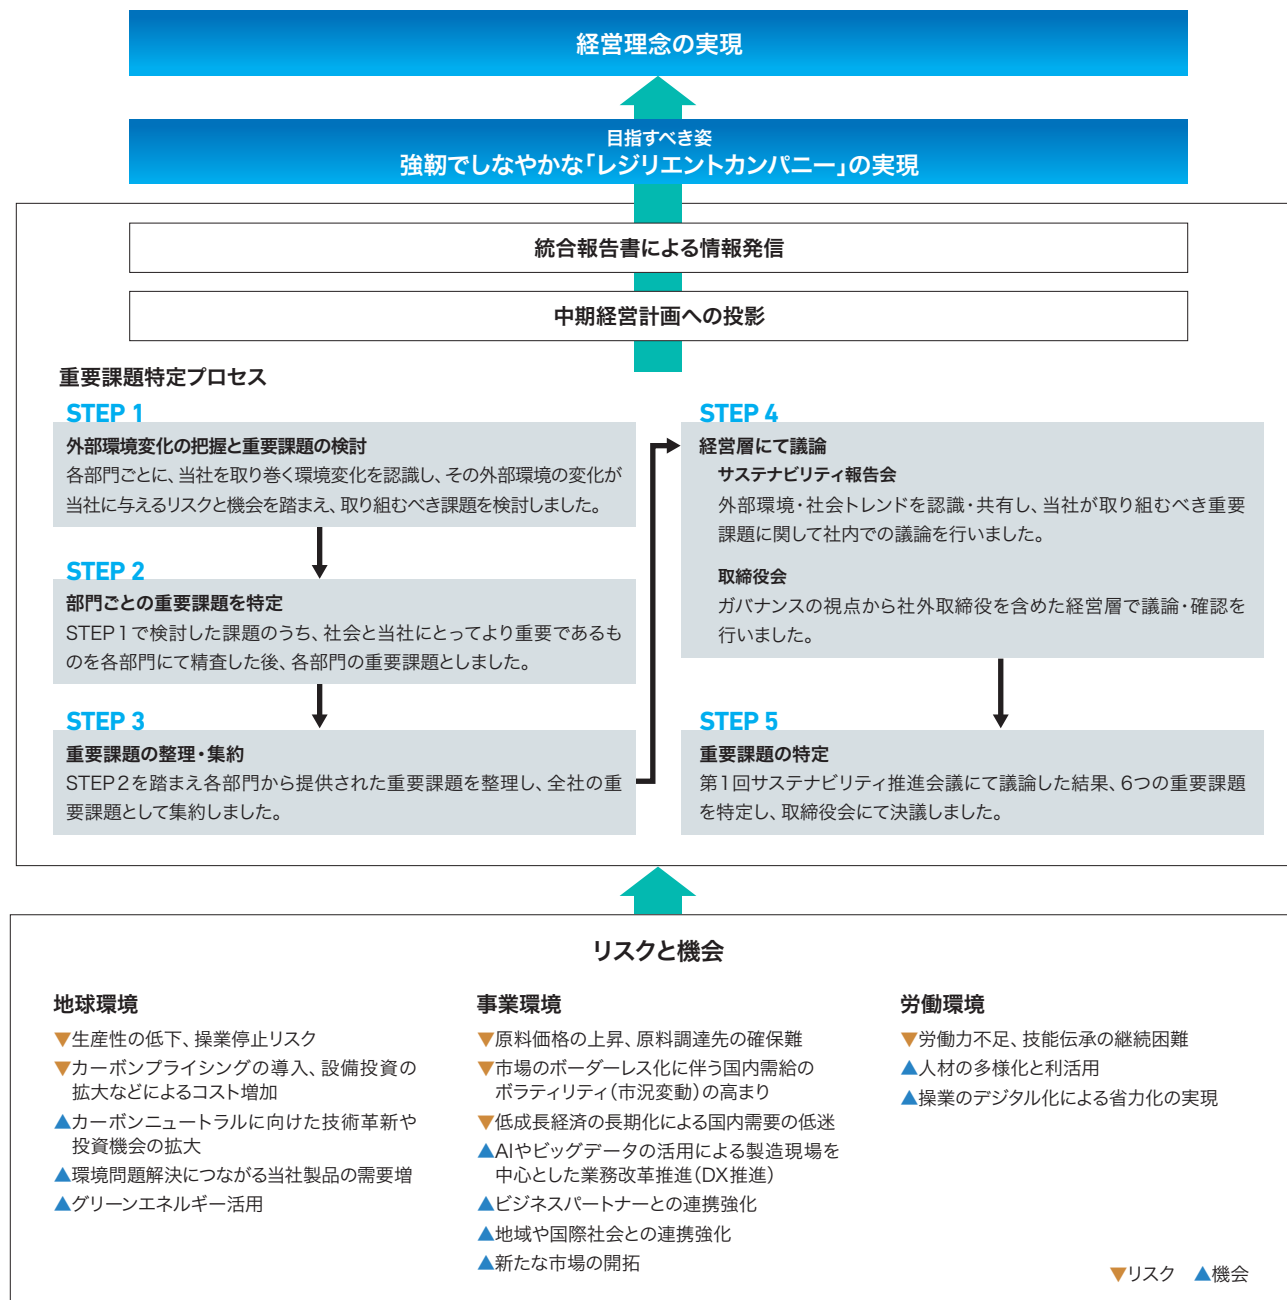 経営理念の実現
目指すべき姿
強靭でしなやかな「レジリエントカンパニー」の実現
統合報告書による情報発信
中期経営計画への投影
重要課題特定プロセス
STEP 1
外部環境変化の把握と重要課題の検討
各部門ごとに、当社を取り巻く環境変化を認識し、その外部環境の変化が
当社に与えるリスクと機会を踏まえ、取り組むべき課題を検討しました。
STEP 2
部門ごとの重要課題を特定
STEP1で検討した課題のうち、社会と当社にとってより重要であるも
のを各部門にて精査した後、各部門の重要課題としました。
STEP 3
重要課題の整理・集約
STEP2を踏まえ各部門から提供された重要課題を整理し、全社の重
要課題として集約しました。
STEP 4
経営層にて議論
サステナビリティ報告会
外部環境・社会トレンドを認識・共有し、当社が取り組むべき重要
課題に関して社内での議論を行いました。
取締役会
ガバナンスの視点から社外取締役を含めた経営層で議論・確認を
行いました。
STEP 5
重要課題の特定
第1回サステナビリティ推進会議にて議論した結果、6つの重要課題
を特定し、取締役会にて決議しました。
リスクと機会
地球環境
▼生産性の低下、操業停止リスク
▼カーボンプライシングの導入、設備投資の
拡大などによるコスト増加
▲カーボンニュートラルに向けた技術革新や
投資機会の拡大
▲環境問題解決につながる当社製品の需要増
▲グリーンエネルギー活用
事業環境
▼原料価格の上昇、原料調達先の確保難
▼市場のボーダーレス化に伴う国内需給の
ボラティリティ(市況変動)の高まり
▼低成長経済の長期化による国内需要の低迷
▲AIやビッグデータの活用による製造現場を
中心とした業務改革推進(DX推進)
▲ビジネスパートナーとの連携強化
▲地域や国際社会との連携強化
▲新たな市場の開拓
労働環境
▼労働力不足、技能伝承の継続困難
▲人材の多様化と利活用
▲操業のデジタル化による省力化の実現
▼リスク ▲機会